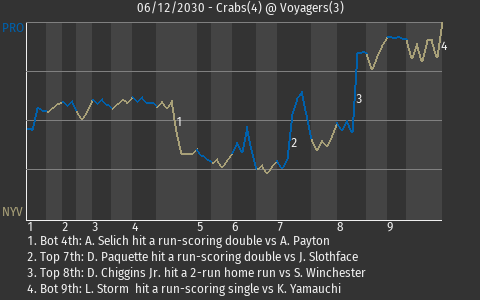 06/12/2030 - Crabs(4) @ Voyagers(3)
PRO
4
3
1
2
NYV
1 2 3 4 5 6 7 8 9
1. Bot 4th: A. Selich hit a run-scoring double vs A. Payton
2. Top 7th: D. Paquette hit a run-scoring double vs J. Slothface
3. Top 8th: D. Chiggins Jr. hit a 2-run home run vs S. Winchester
4. Bot 9th: L. Storm  hit a run-scoring single vs K. Yamauchi